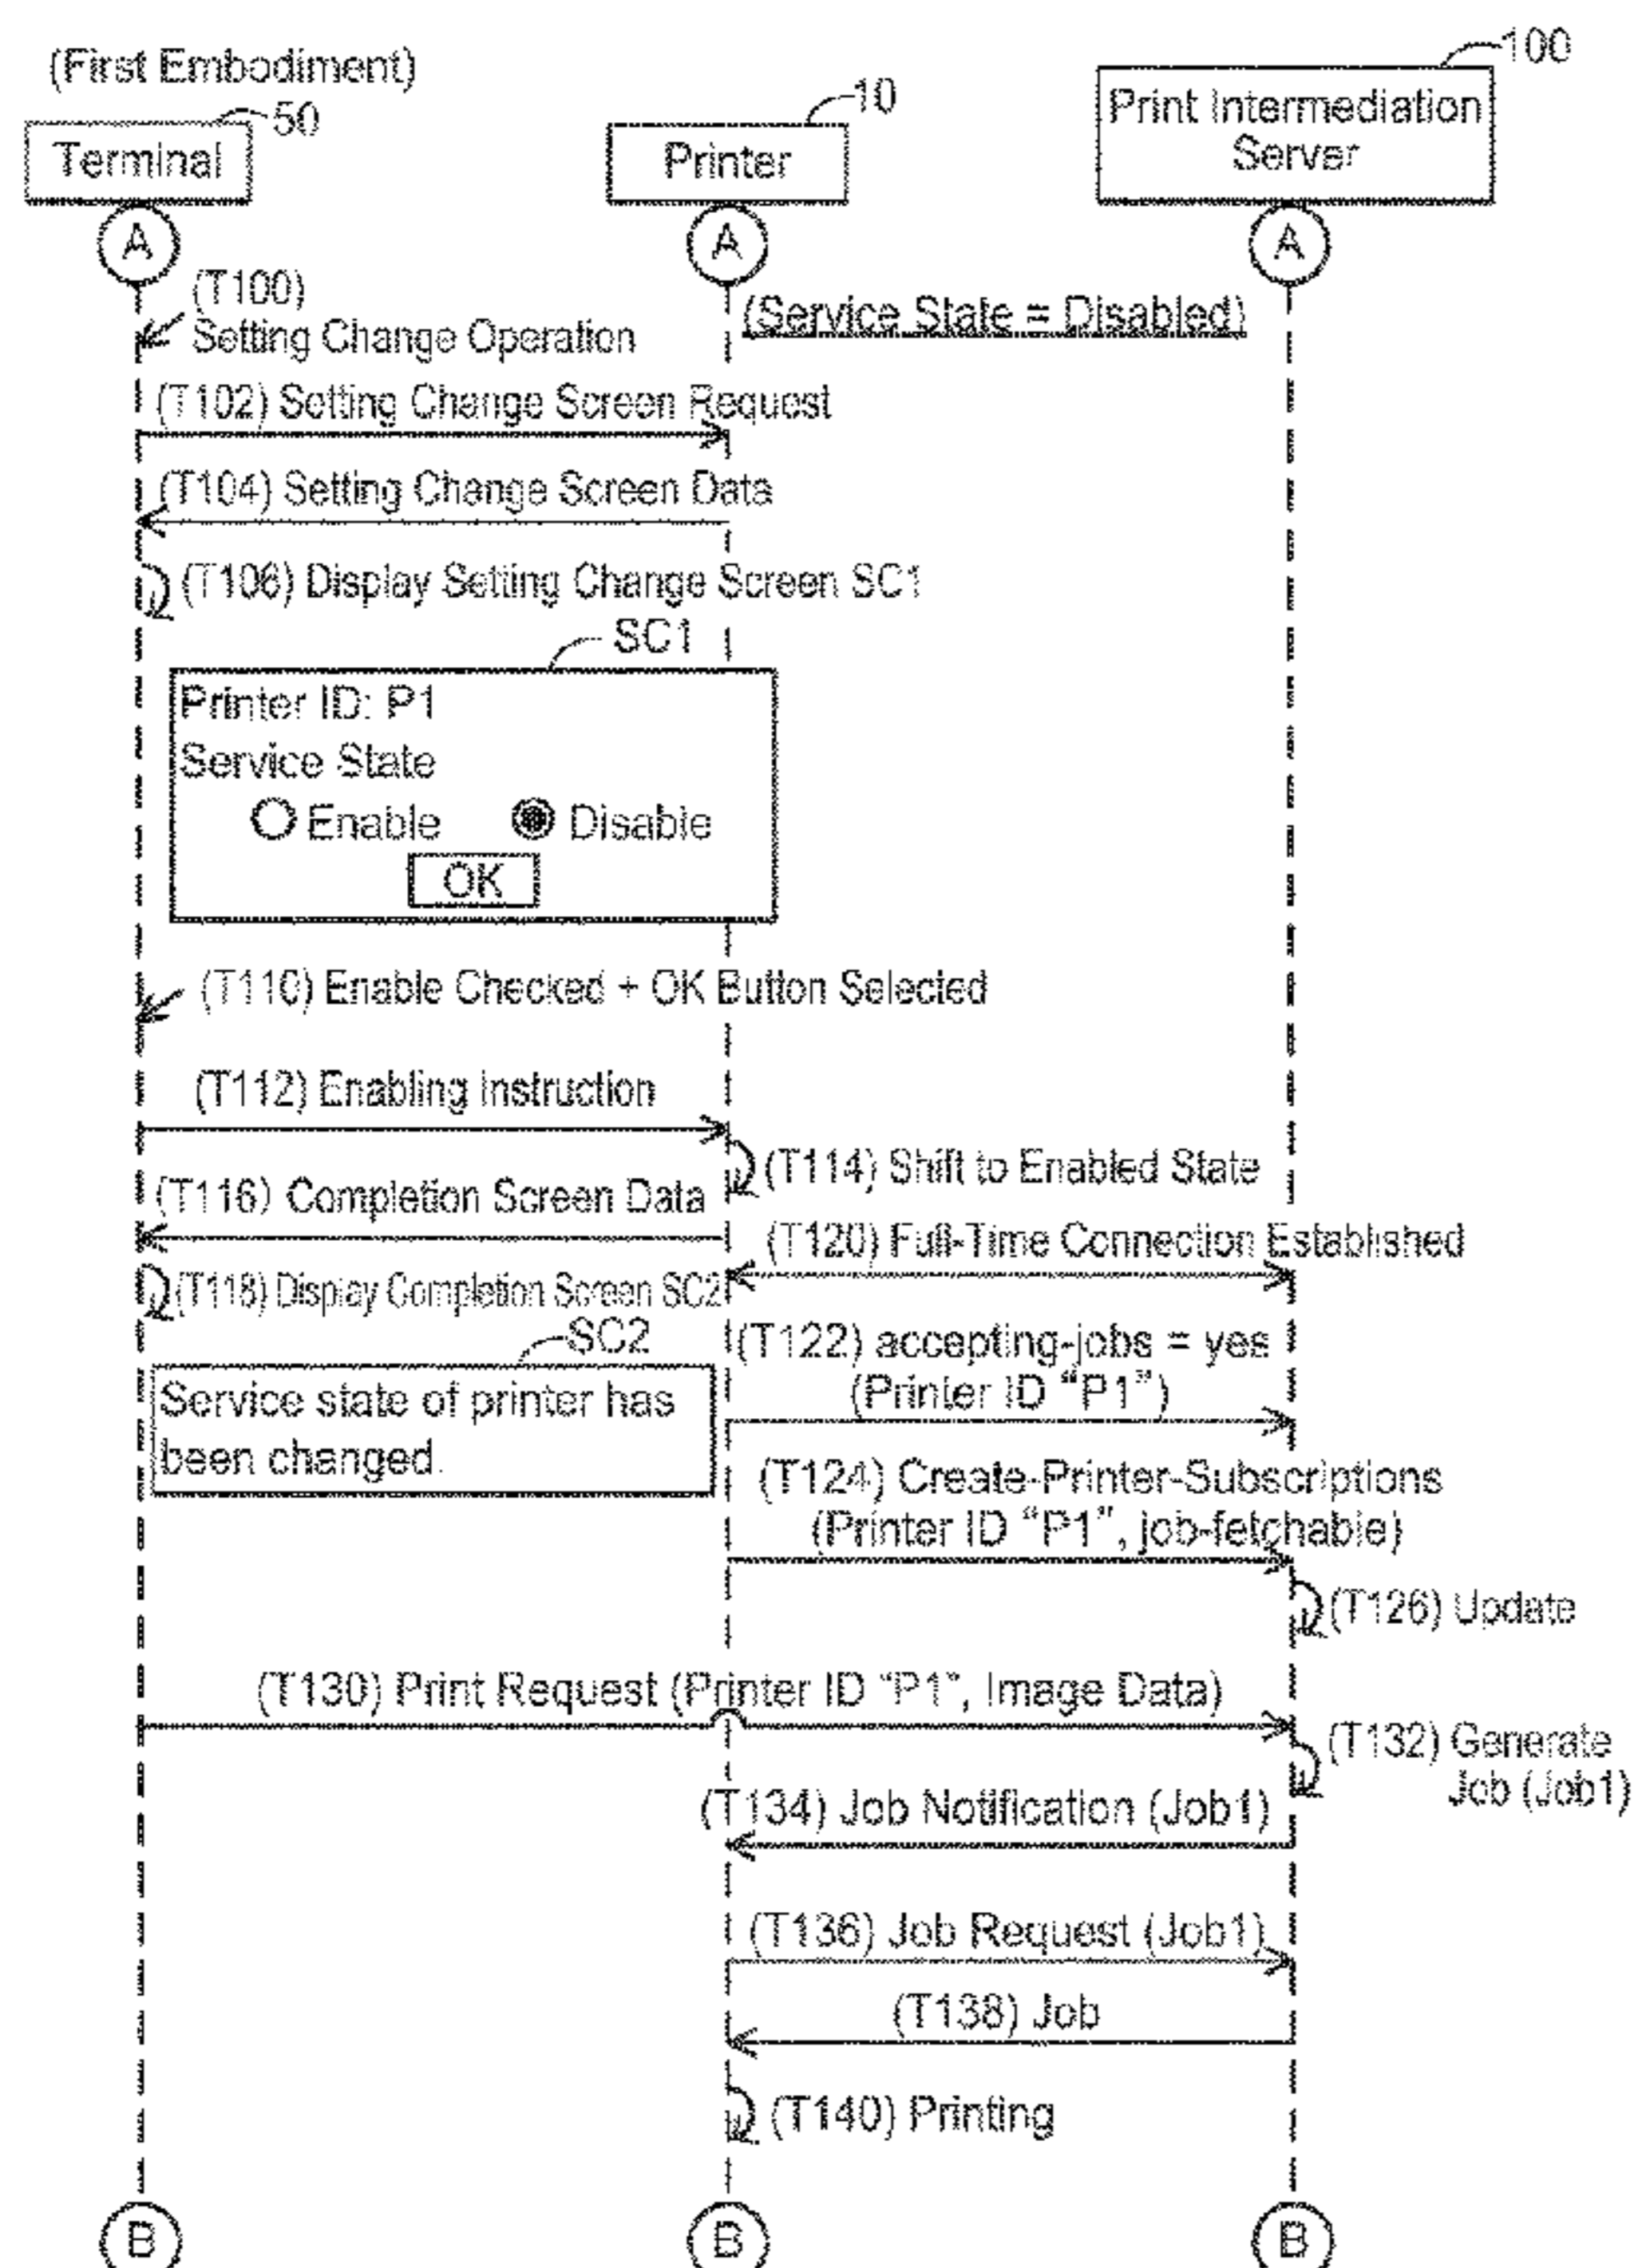 (First Embodiment)
50
10
100
Terminal
Printer
Print Intermediation
Server
A
A
A
(T100)
Setting Change Operation
(Service State = Disabled)
(T102) Setting Change Screen Request
(T104) Setting Change Screen Data
(T106) Display Setting Change Screen SC1
SC1
Printer ID: P1
Service State
Enable Disable
OK
(T110) Enable Checked + OK Button Selected
(T112) Enabling Instruction
(T114) Shift to Enabled State
(T116) Completion Screen Data
(T120) Full-Time Connection Established
(T118) Display Completion Screen SC2
SC2
Service state of printer has
been changed.
(T122) accepting-jobs = yes
(Printer ID “P1”)
(T124) Create-Printer-Subscriptions
(Printer ID “P1”, job-fetchable)
(T126) Update
(T130) Print Request (Printer ID “P1”, Image Data)
(T132) Generate
Job (Job1)
(T134) Job Notification (Job1)
(T136) Job Request (Job1)
(T138) Job
(T140) Printing
B
B
B